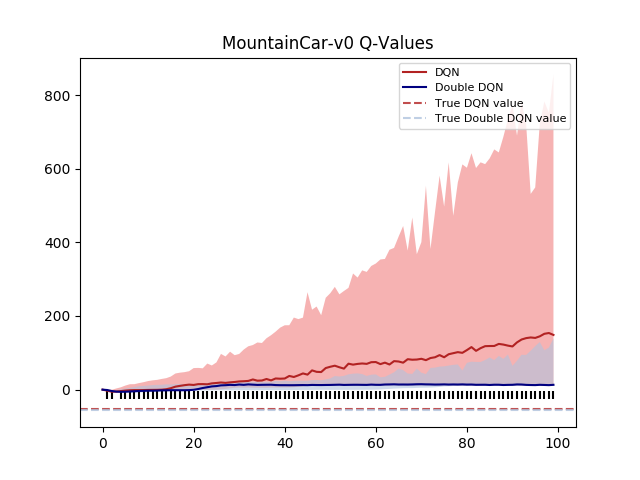 MountainCar-v0 Q-Values
DQN
Double DQN
True DQN value
True Double DQN value
800
600
400
200
0
0 20 40 60 80 100